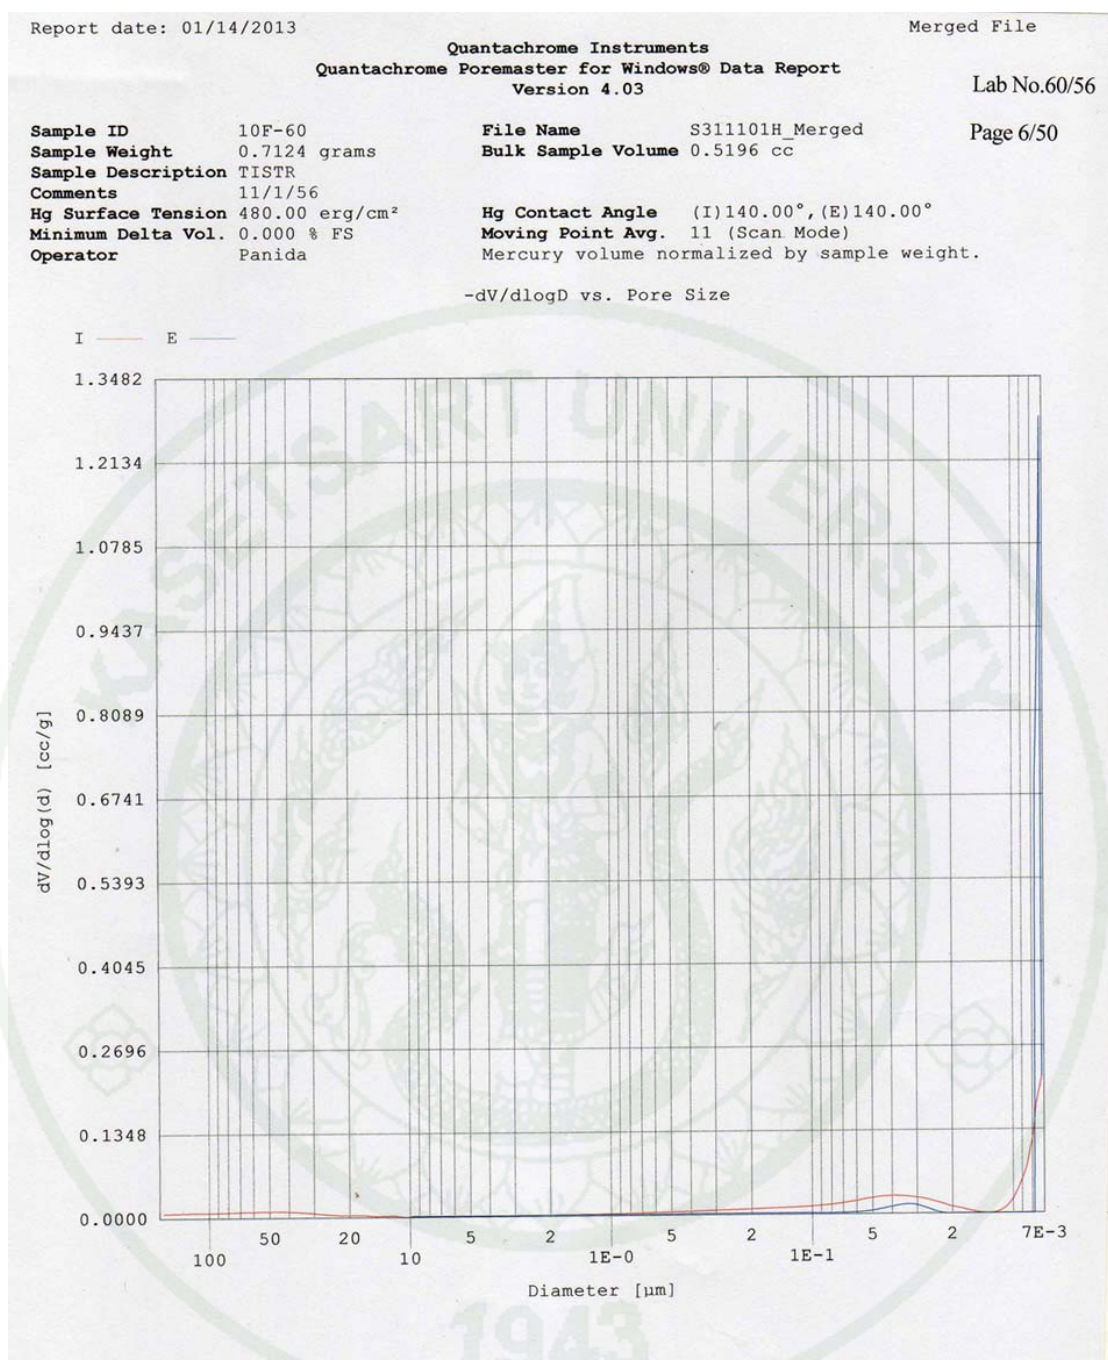 Report date: 01/14/2013 Merged File
Quantachrome Instruments
Quantachrome Poremaster for Windows® Data Report
Version 4.03
Lab No.60/56
Sample ID 10F-60 File Name S311101H_Merged
Page 6/50
Sample Weight 0.7124 grams Bulk Sample Volume 0.5196 cc
Sample Description TISTR
Comments 11/1/56
Hg Surface Tension 480.00 erg/cm² Hg Contact Angle (I)140.00°,(E)140.00°
Minimum Delta Vol. 0.000 % FS Moving Point Avg. 11 (Scan Mode)
Operator Panida Mercury volume normalized by sample weight.
-dV/dlogD vs. Pore Size
I E
1.3482
1.2134
1.0785
0.9437
0.8089
0.6741
0.5393
0.4045
0.2696
0.1348
0.0000
dV/dlog(d) [cc/g]
50 20 5 2 5 2 5 2 7E-3
100 10 1E-0 1E-1
Diameter [µm]
KASETSART UNIVERSITY
1943